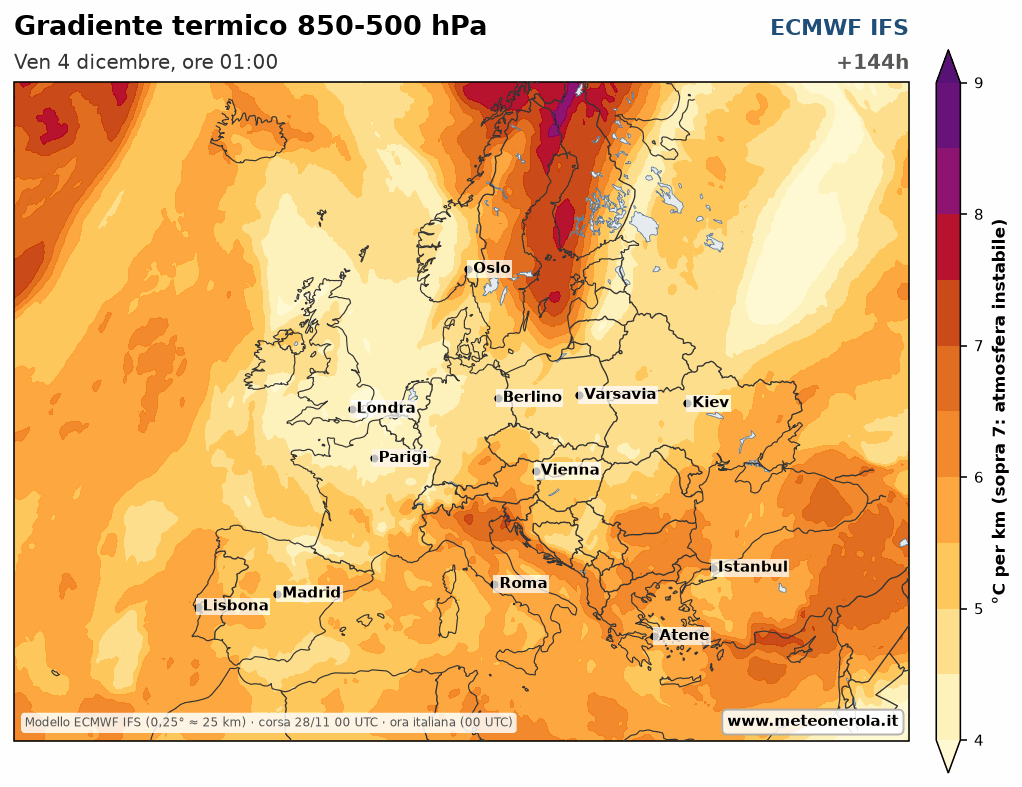 Gradiente termico 850-500 hPa
ECMWF IFS
Ven 4 dicembre, ore 01:00
+144h
9
8
7
6
5
4
°C per km (sopra 7: atmosfera instabile)
Oslo
Berlino
Varsavia
Kiev
Londra
Parigi
Vienna
Istanbul
Roma
Madrid
Lisbona
Atene
Modello ECMWF IFS (0,25° ≈ 25 km) · corsa 28/11 00 UTC · ora italiana (00 UTC)
www.meteonerola.it